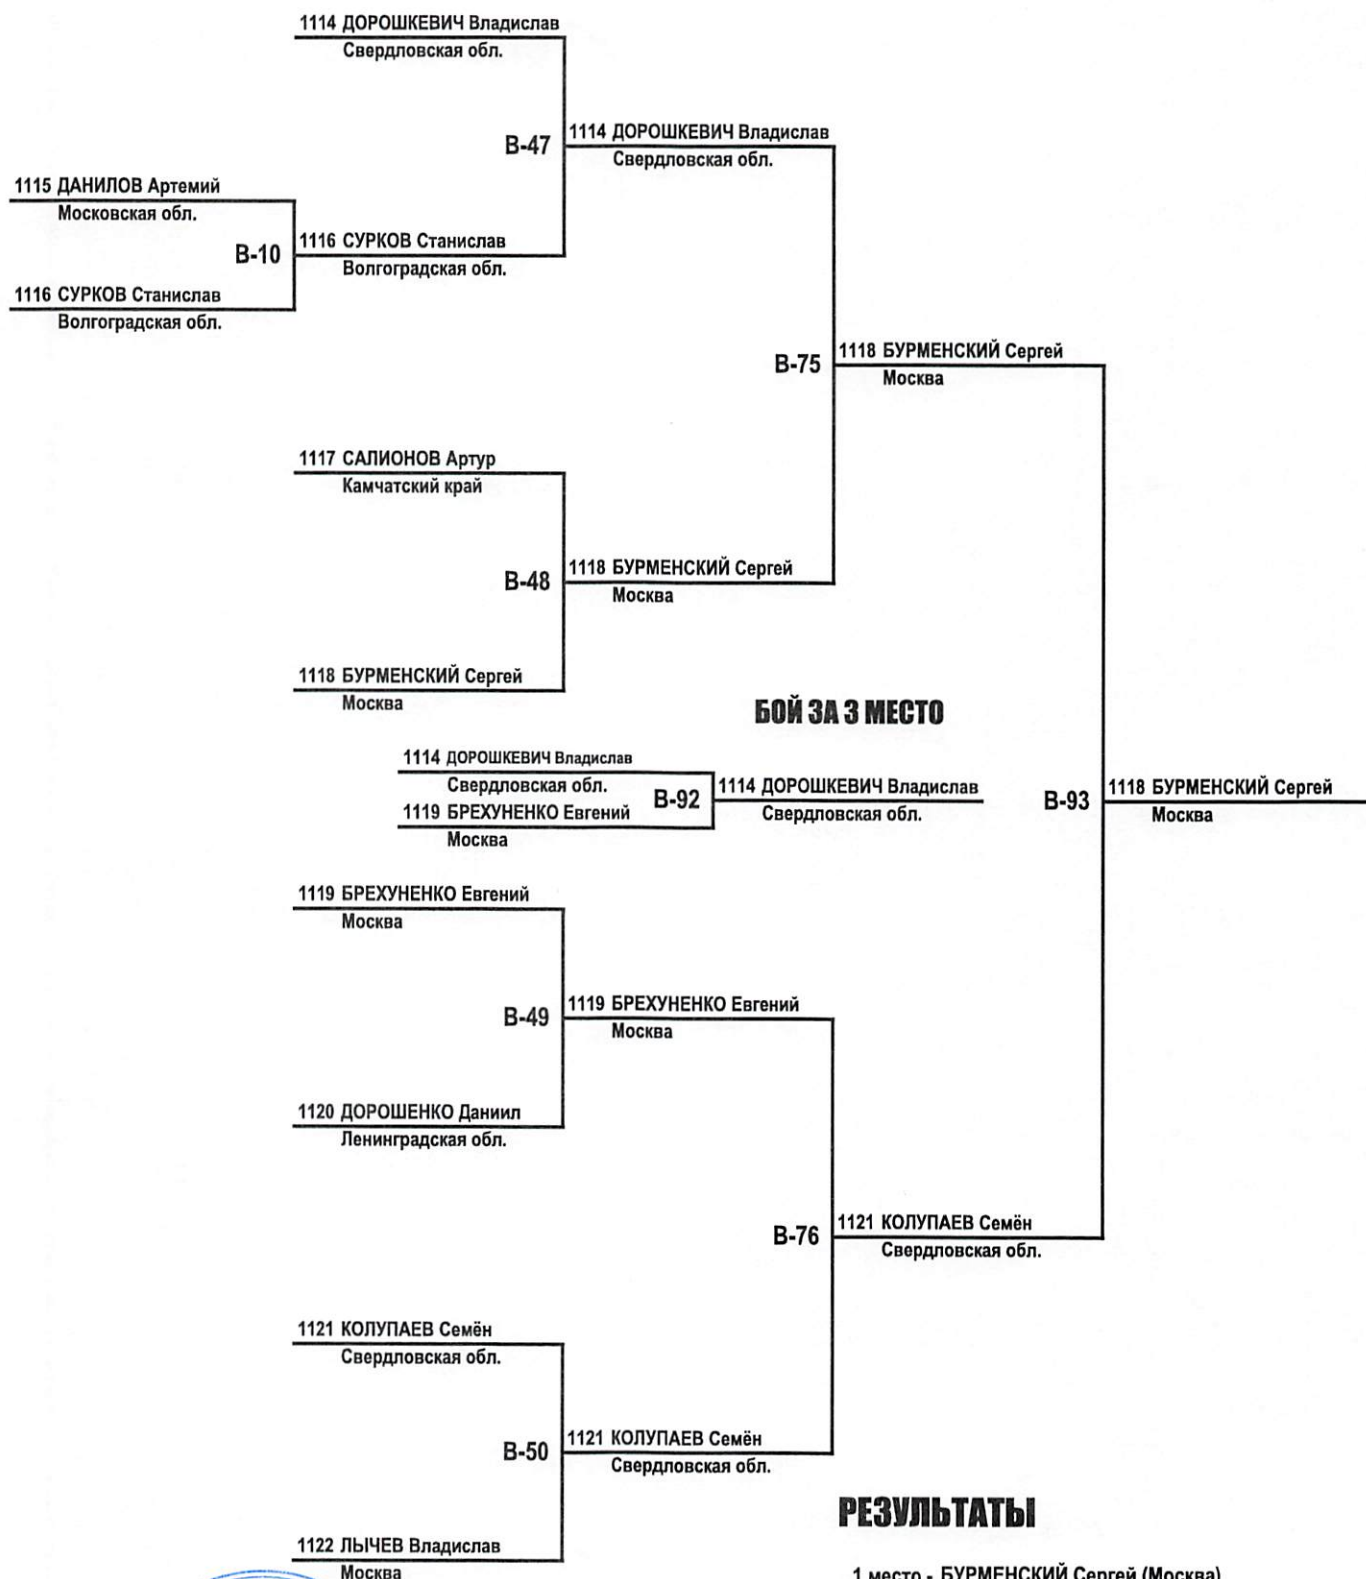 1114 ДОРОШКЕВИЧ Владислав
Свердловская обл.
B-47
1114 ДОРОШКЕВИЧ Владислав
Свердловская обл.
1115 ДАНИЛОВ Артемий
Московская обл.
B-10
1116 СУРКОВ Станислав
Волгоградская обл.
1116 СУРКОВ Станислав
Волгоградская обл.
B-75
1118 БУРМЕНСКИЙ Сергей
Москва
1117 САЛИОНОВ Артур
Камчатский край
B-48
1118 БУРМЕНСКИЙ Сергей
Москва
1118 БУРМЕНСКИЙ Сергей
Москва
БОЙ ЗА 3 МЕСТО
1114 ДОРОШКЕВИЧ Владислав
Свердловская обл.
1119 БРЕХУНЕНКО Евгений
Москва
B-92
1114 ДОРОШКЕВИЧ Владислав
Свердловская обл.
B-93
1118 БУРМЕНСКИЙ Сергей
Москва
1119 БРЕХУНЕНКО Евгений
Москва
B-49
1119 БРЕХУНЕНКО Евгений
Москва
1120 ДОРОШЕНКО Даниил
Ленинградская обл.
B-76
1121 КОЛУПАЕВ Семён
Свердловская обл.
1121 КОЛУПАЕВ Семён
Свердловская обл.
B-50
1121 КОЛУПАЕВ Семён
Свердловская обл.
РЕЗУЛЬТАТЫ
1122 ЛЫЧЕВ Владислав
Москва
1 место - БУРМЕНСКИЙ Сергей (Москва)